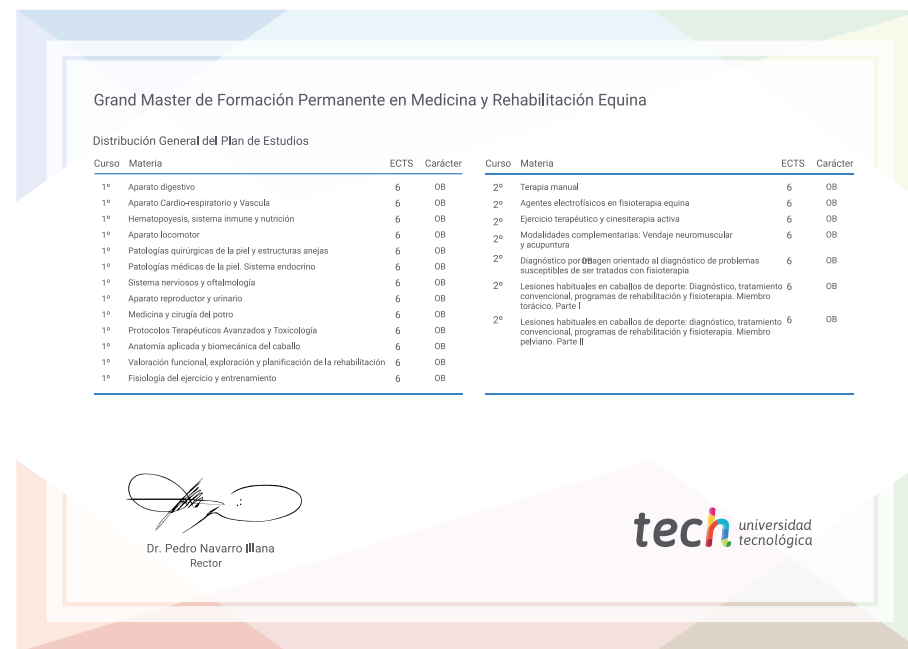 Grand Master de Formación Permanente en Medicina y Rehabilitación Equina
Distribución General del Plan de Estudios
Curso Materia ECTS Carácter
1º Aparato digestivo 6 OB
1º Aparato Cardio-respiratorio y Vascula 6 OB
1º Hematopoyesis, sistema inmune y nutrición 6 OB
1º Aparato locomotor 6 OB
1º Patologías quirúrgicas de la piel y estructuras anejas 6 OB
1º Patologías médicas de la piel. Sistema endocrino 6 OB
1º Sistema nerviosos y oftalmología 6 OB
1º Aparato reproductor y urinario 6 OB
1º Medicina y cirugía del potro 6 OB
1º Protocolos Terapéuticos Avanzados y Toxicología 6 OB
1º Anatomía aplicada y biomecánica del caballo 6 OB
1º Valoración funcional, exploración y planificación de la rehabilitación 6 OB
1º Fisiología del ejercicio y entrenamiento 6 OB
Curso Materia ECTS Carácter
2º Terapia manual 6 OB
2º Agentes electrofísicos en fisioterapia equina 6 OB
2º Ejercicio terapéutico y cinesiterapia activa 6 OB
2º Modalidades complementarias: Vendaje neuromuscular 6 OB
y acupuntura
2º Diagnóstico por imagen orientado al diagnóstico de problemas 6 OB
susceptibles de ser tratados con fisioterapia
2º Lesiones habituales en caballos de deporte: Diagnóstico, tratamiento 6 OB
convencional, programas de rehabilitación y fisioterapia. Miembro
torácico. Parte I
2º Lesiones habituales en caballos de deporte: diagnóstico, tratamiento 6 OB
convencional, programas de rehabilitación y fisioterapia. Miembro
pelviano. Parte II
Dr. Pedro Navarro Illana
Rector
tech universidad
tecnológica